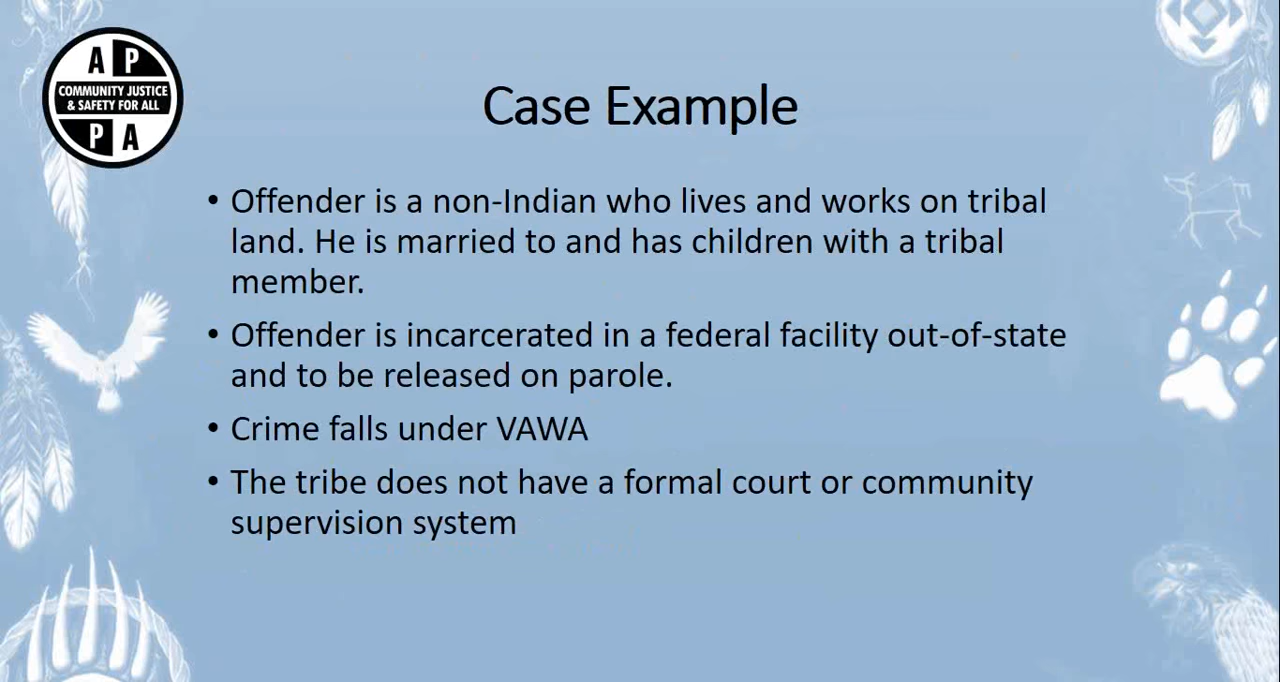 A P
COMMUNITY JUSTICE
& SAFETY FOR ALL
P A
Case Example
• Offender is a non-Indian who lives and works on tribal
land. He is married to and has children with a tribal
member.
• Offender is incarcerated in a federal facility out-of-state
and to be released on parole.
• Crime falls under VAWA
• The tribe does not have a formal court or community
supervision system